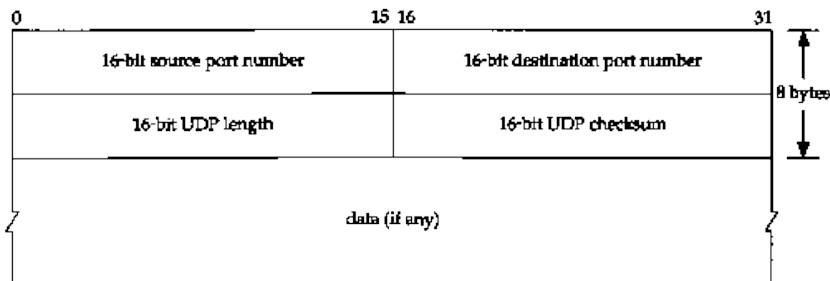 0 15 16 31
16-bit source port number 16-bit destination port number
8 bytes
16-bit UDP length 16-bit UDP checksum
data (if any)